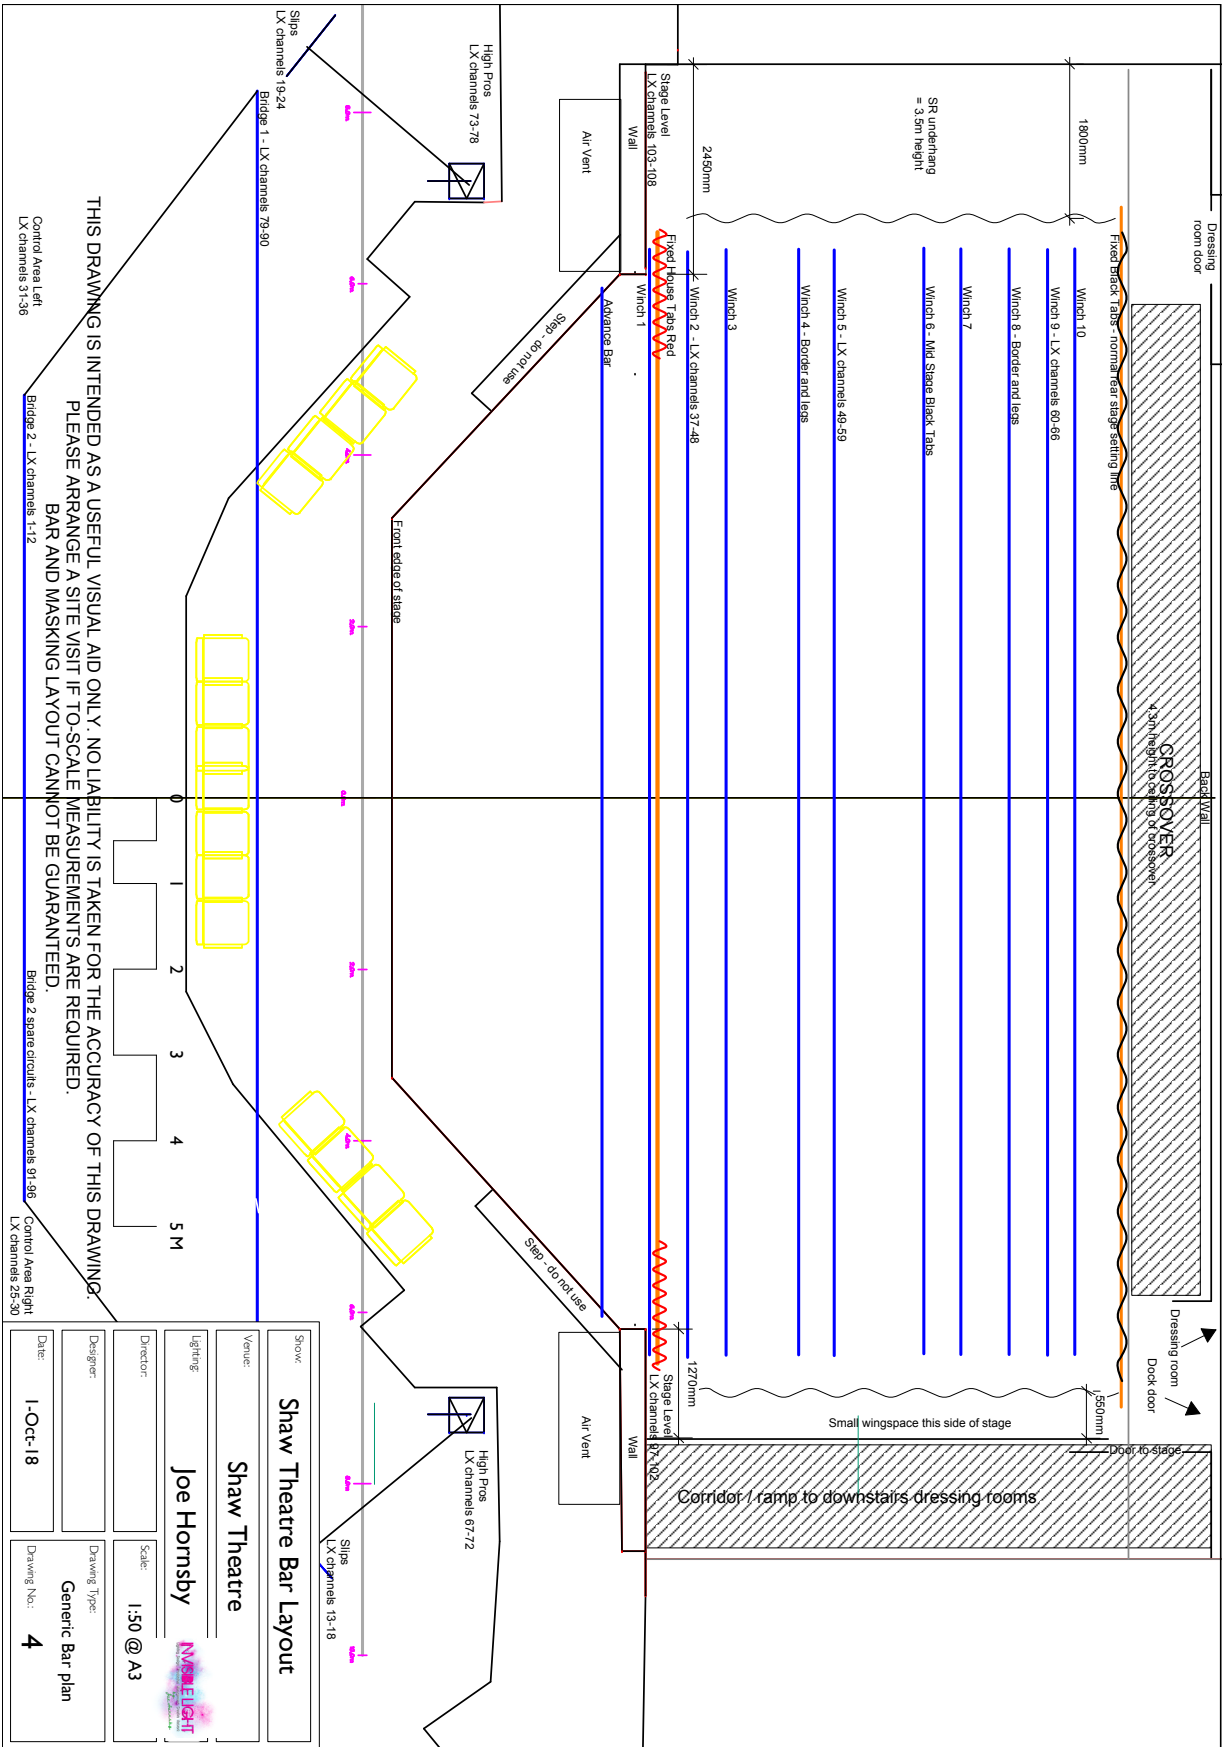 Dressing
room door
Back Wall
CROSSOVER
4.3m height to ceiling of crossover
Dressing room
Dock door
1800mm
SR underhang
= 3.5m height
Fixed Black Tabs - normal rear stage setting line
Winch 10
Winch 9 - LX channels 60-66
Winch 8 - Border and legs
Winch 7
Winch 6 - Mid Stage Black Tabs
Winch 5 - LX channels 49-59
Winch 4 - Border and legs
Winch 3
Winch 2 - LX channels 37-48
Fixed House Tabs Red
Winch 1
Advance Bar
550mm
Small wingspace this side of stage
Door to stage
Corridor / ramp to downstairs dressing rooms
2450mm
1270mm
Stage Level
LX channels 103-108
Wall
Air Vent
Stage Level
LX channels 97-102
Wall
Air Vent
Step - do not use
Step - do not use
Front edge of stage
High Pros
LX channels 73-78
High Pros
LX channels 67-72
Slips
LX channels 19-24
Slips
LX channels 13-18
Bridge 1 - LX channels 79-90
0 1 2 3 4 5 M
THIS DRAWING IS INTENDED AS A USEFUL VISUAL AID ONLY. NO LIABILITY IS TAKEN FOR THE ACCURACY OF THIS DRAWING.
PLEASE ARRANGE A SITE VISIT IF TO-SCALE MEASUREMENTS ARE REQUIRED.
BAR AND MASKING LAYOUT CANNOT BE GUARANTEED.
Control Area Left
LX channels 31-36
Bridge 2 - LX channels 1-12
Bridge 2 spare circuits - LX channels 91-96
Control Area Right
LX channels 25-30
Show:
Shaw Theatre Bar Layout
Venue:
Shaw Theatre
Lighting:
Joe Hornsby
INVISIBLE LIGHT
Director:
Scale:
1:50 @ A3
Designer:
Drawing Type:
Generic Bar plan
Date:
1-Oct-18
Drawing No.:
4